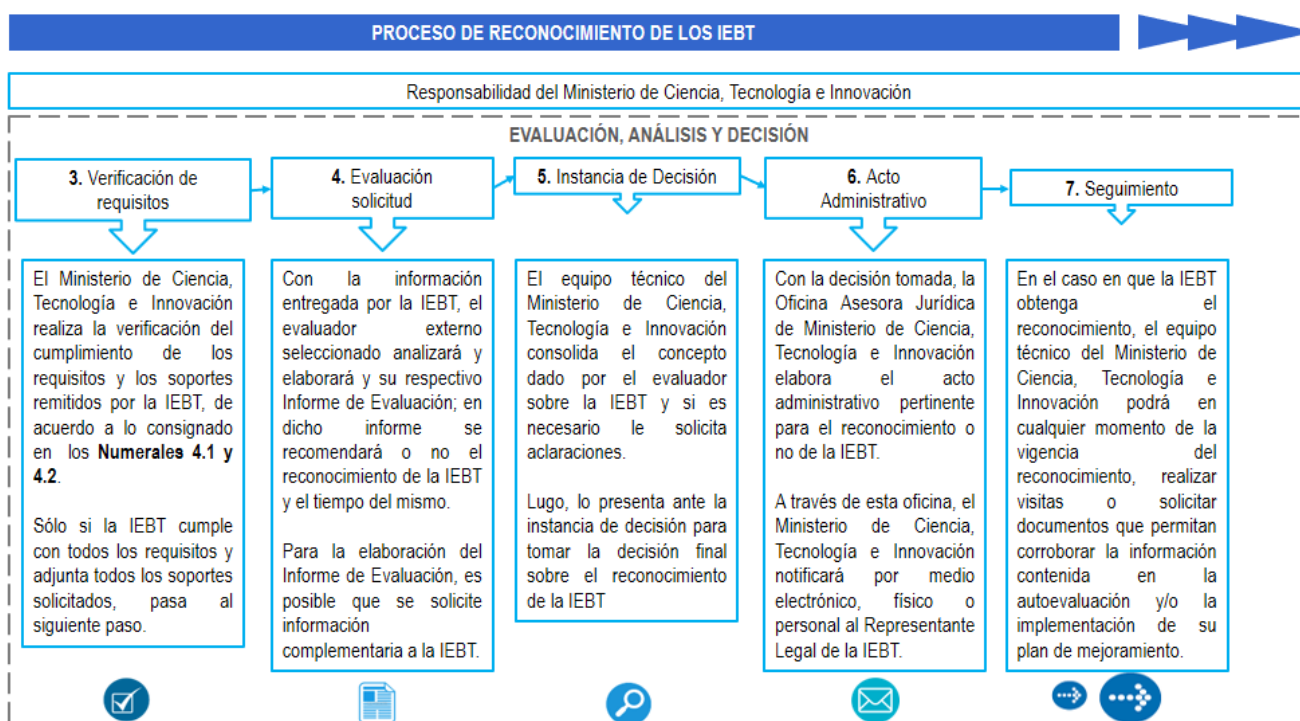 PROCESO DE RECONOCIMIENTO DE LOS IEBT
Responsabilidad del Ministerio de Ciencia, Tecnología e Innovación
EVALUACIÓN, ANÁLISIS Y DECISIÓN
3. Verificación de
requisitos
4. Evaluación
solicitud
5. Instancia de Decisión
6. Acto
Administrativo
7. Seguimiento
El Ministerio de Ciencia,
Tecnología e Innovación
realiza la verificación del
cumplimiento de los
requisitos y los soportes
remitidos por la IEBT, de
acuerdo a lo consignado
en los Numerales 4.1 y
4.2.
Sólo si la IEBT cumple
con todos los requisitos y
adjunta todos los soportes
solicitados, pasa al
siguiente paso.
Con la información
entregada por la IEBT, el
evaluador externo
seleccionado analizará y
elaborará y su respectivo
Informe de Evaluación; en
dicho informe se
recomendará o no el
reconocimiento de la IEBT
y el tiempo del mismo.
Para la elaboración del
Informe de Evaluación, es
posible que se solicite
información
complementaria a la IEBT.
El equipo técnico del
Ministerio de Ciencia,
Tecnología e Innovación
consolida el concepto
dado por el evaluador
sobre la IEBT y si es
necesario le solicita
aclaraciones.
Lugo, lo presenta ante la
instancia de decisión para
tomar la decisión final
sobre el reconocimiento
de la IEBT
Con la decisión tomada, la
Oficina Asesora Jurídica
de Ministerio de Ciencia,
Tecnología e Innovación
elabora el acto
administrativo pertinente
para el reconocimiento o
no de la IEBT.
A través de esta oficina, el
Ministerio de Ciencia,
Tecnología e Innovación
notificará por medio
electrónico, físico o
personal al Representante
Legal de la IEBT.
En el caso en que la IEBT
obtenga el
reconocimiento, el equipo
técnico del Ministerio de
Ciencia, Tecnología e
Innovación podrá en
cualquier momento de la
vigencia del
reconocimiento, realizar
visitas o solicitar
documentos que permitan
corroborar la información
contenida en la
autoevaluación y/o la
implementación de su
plan de mejoramiento.